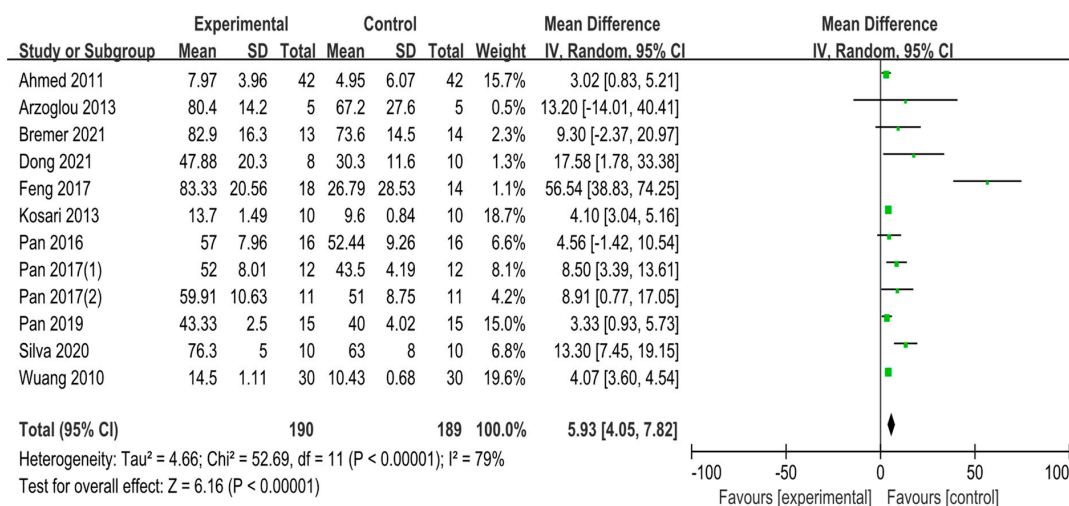 Experimental Control Mean Difference Mean Difference
Study or Subgroup Mean SD Total Mean SD Total Weight IV, Random, 95% CI IV, Random, 95% CI
Ahmed 2011 7.97 3.96 42 4.95 6.07 42 15.7% 3.02 [0.83, 5.21]
Arzoglou 2013 80.4 14.2 5 67.2 27.6 5 0.5% 13.20 [-14.01, 40.41]
Bremer 2021 82.9 16.3 13 73.6 14.5 14 2.3% 9.30 [-2.37, 20.97]
Dong 2021 47.88 20.3 8 30.3 11.6 10 1.3% 17.58 [1.78, 33.38]
Feng 2017 83.33 20.56 18 26.79 28.53 14 1.1% 56.54 [38.83, 74.25]
Kosari 2013 13.7 1.49 10 9.6 0.84 10 18.7% 4.10 [3.04, 5.16]
Pan 2016 57 7.96 16 52.44 9.26 16 6.6% 4.56 [-1.42, 10.54]
Pan 2017(1) 52 8.01 12 43.5 4.19 12 8.1% 8.50 [3.39, 13.61]
Pan 2017(2) 59.91 10.63 11 51 8.75 11 4.2% 8.91 [0.77, 17.05]
Pan 2019 43.33 2.5 15 40 4.02 15 15.0% 3.33 [0.93, 5.73]
Silva 2020 76.3 5 10 63 8 10 6.8% 13.30 [7.45, 19.15]
Wuang 2010 14.5 1.11 30 10.43 0.68 30 19.6% 4.07 [3.60, 4.54]
Total (95% CI) 190 189 100.0% 5.93 [4.05, 7.82]
Heterogeneity: Tau² = 4.66; Chi² = 52.69, df = 11 (P < 0.00001); I² = 79%
Test for overall effect: Z = 6.16 (P < 0.00001)
-100 -50 0 50 100
Favours [experimental] Favours [control]